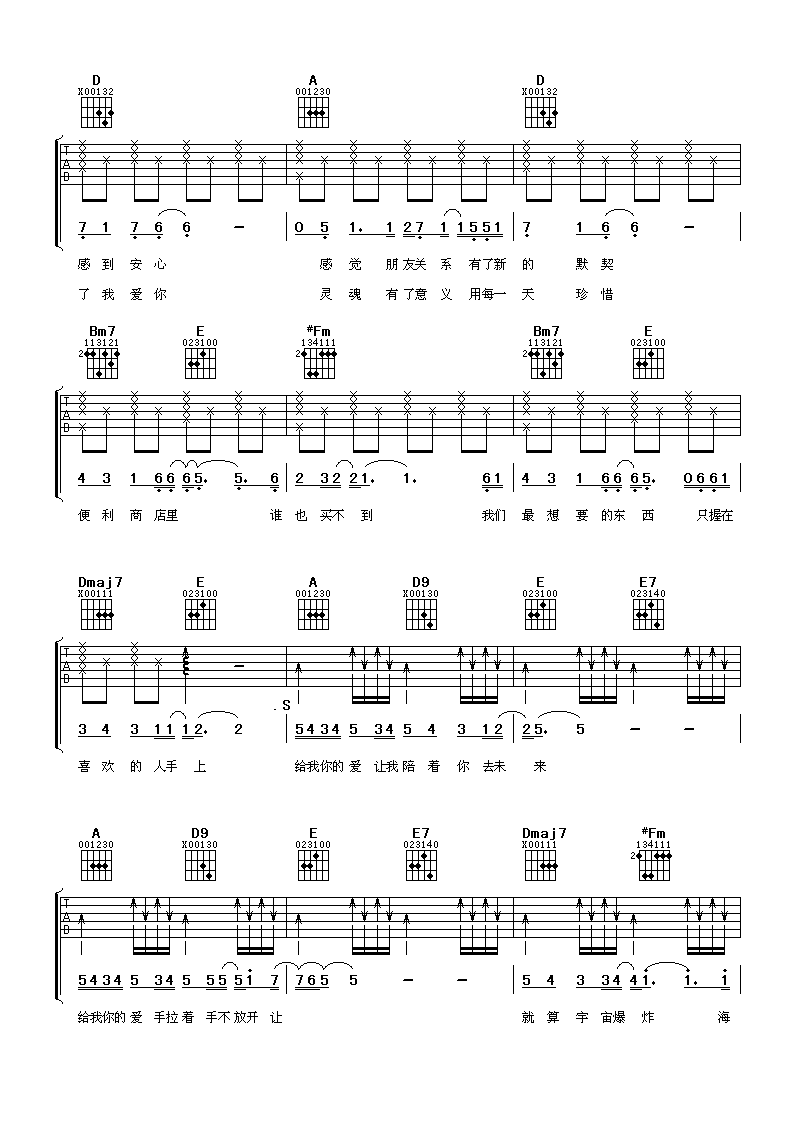 D A D
X00132 001230 X00132
T
A
B
7 1 7 6 6 - 0 5 1. 1 2 7 1 1 5 5 1 7 1 6 6 -
感 到 安 心 感 觉 朋友关 系 有了新 的 默 契
了 我 爱 你 灵 魂 有了意 义 用每一 天 珍 惜
Bm7 E #Fm Bm7 E
113121 023100 134111 113121 023100
2 2 2
T
A
B
4 3 1 6 6 6 5. 5. 6 2 3 2 2 1. 1. 6 1 4 3 1 6 6 6 5. 0 6 6 1
便 利 商 店里 谁 也 买不 到 我们 最 想 要 的东 西 只握在
Dmaj7 E A D9 E E7
X00111 023100 001230 X00130 023100 023140
T
A
B
.S
3 4 3 1 1 1 2. 2 5 4 3 4 5 3 4 5 4 3 1 2 2 5. 5 - -
喜 欢 的 人手 上 给我你的 爱 让我 陪 着 你 去未 来
A D9 E E7 Dmaj7 #Fm
001230 X00130 023100 023140 X00111 134111
2
T
A
B
5 4 3 4 5 3 4 5 5 5 5 1 7 7 6 5 5 - - 5 4 3 3 4 4 1. 1. 1
给我你的 爱 手拉 着 手不 放开 让 就 算 宇 宙爆 炸 海